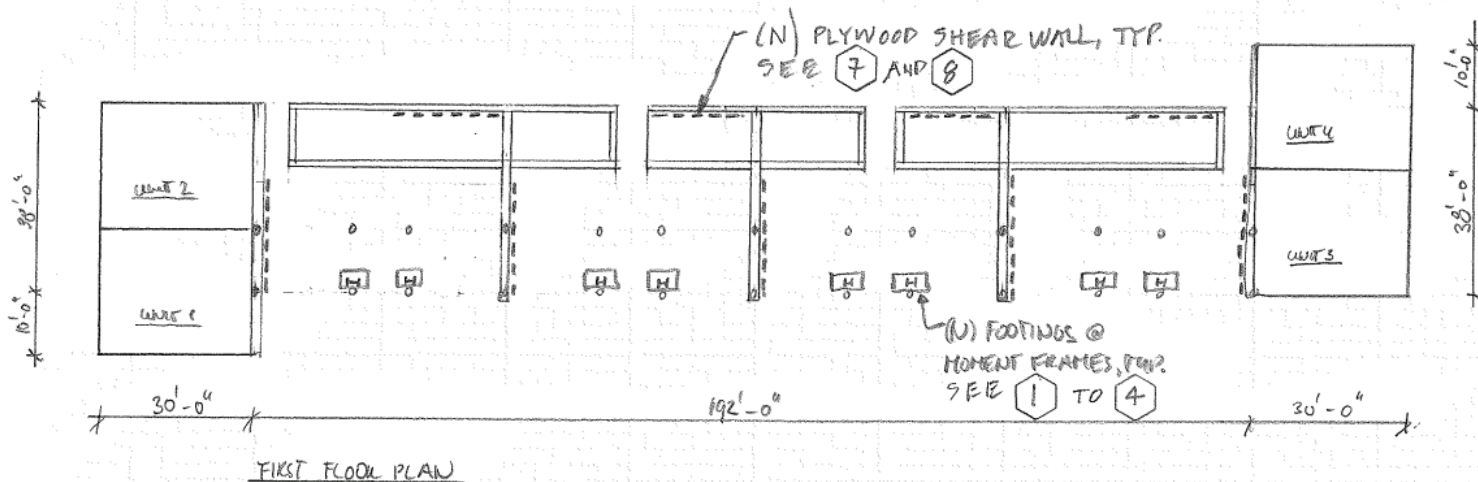 (N) PLYWOOD SHEAR WALL, TYP.
SEE 7 AND 8
10'-0"
38'-0"
UNIT 2
UNIT 1
10'-0"
UNIT 4
UNIT 3
38'-0"
(N) FOOTINGS @
MOMENT FRAMES, TYP.
SEE 1 TO 4
30'-0"
192'-0"
30'-0"
FIRST FLOOR PLAN